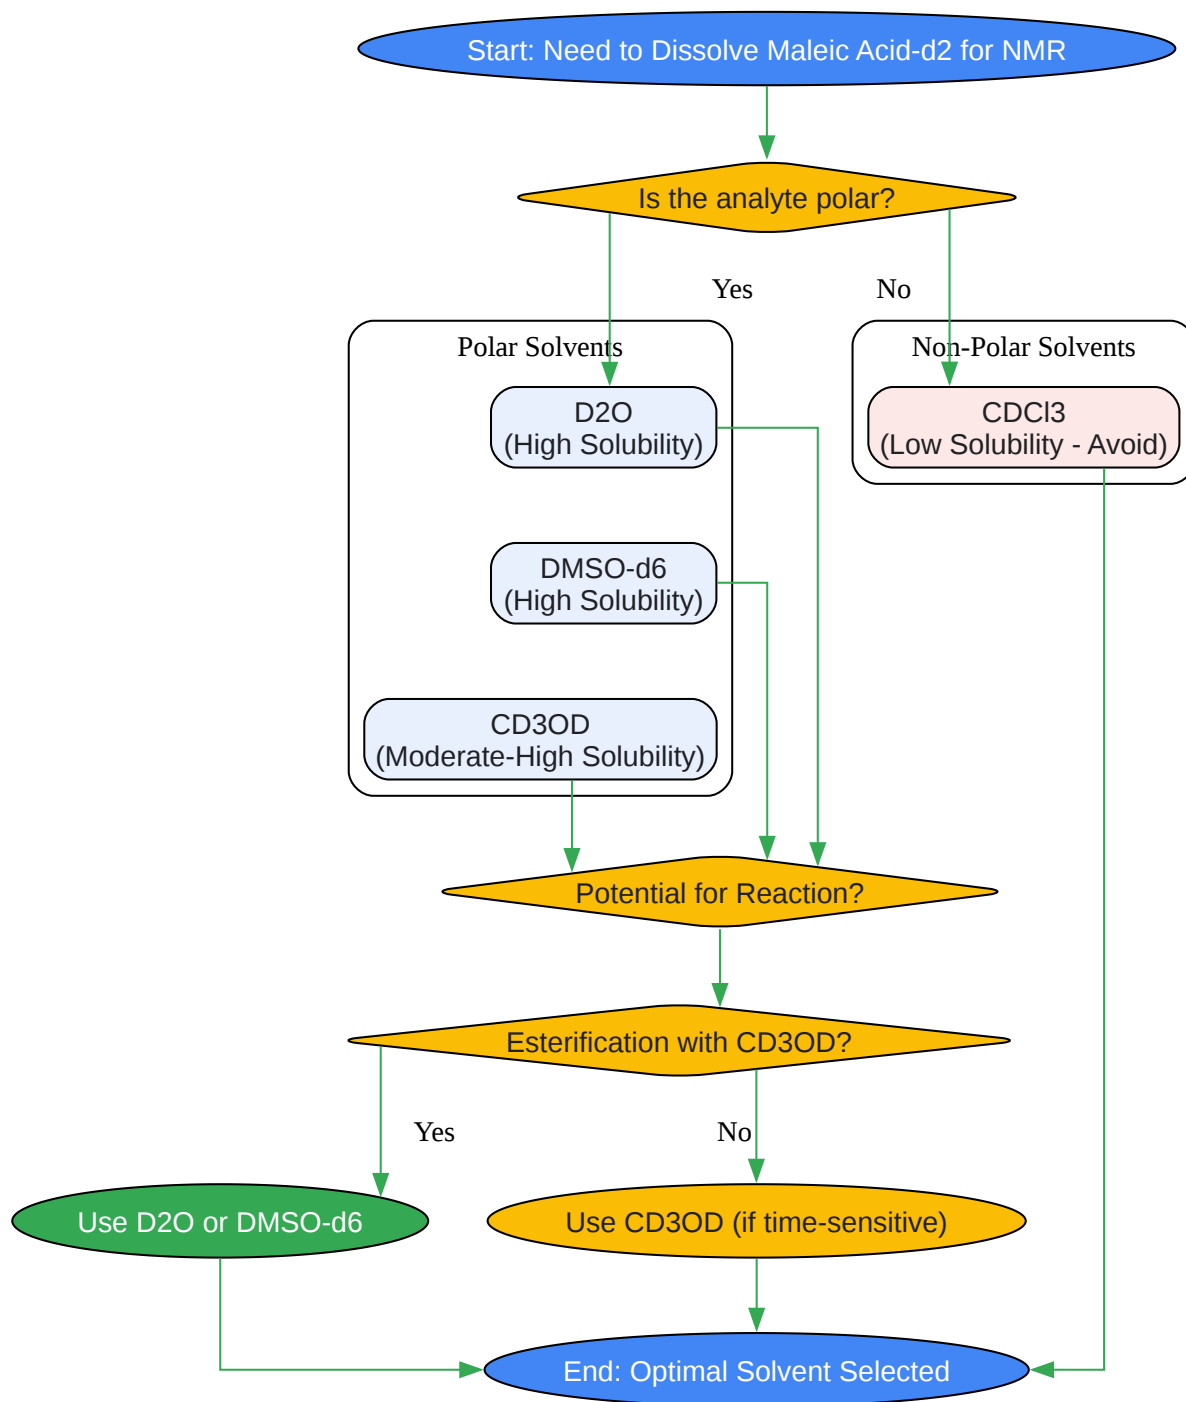 Start: Need to Dissolve Maleic Acid-d2 for NMR
Is the analyte polar?
Yes
No
Polar Solvents
Non-Polar Solvents
D2O
(High Solubility)
CDCl3
(Low Solubility - Avoid)
DMSO-d6
(High Solubility)
CD3OD
(Moderate-High Solubility)
Potential for Reaction?
Esterification with CD3OD?
Yes
No
Use D2O or DMSO-d6
Use CD3OD (if time-sensitive)
End: Optimal Solvent Selected